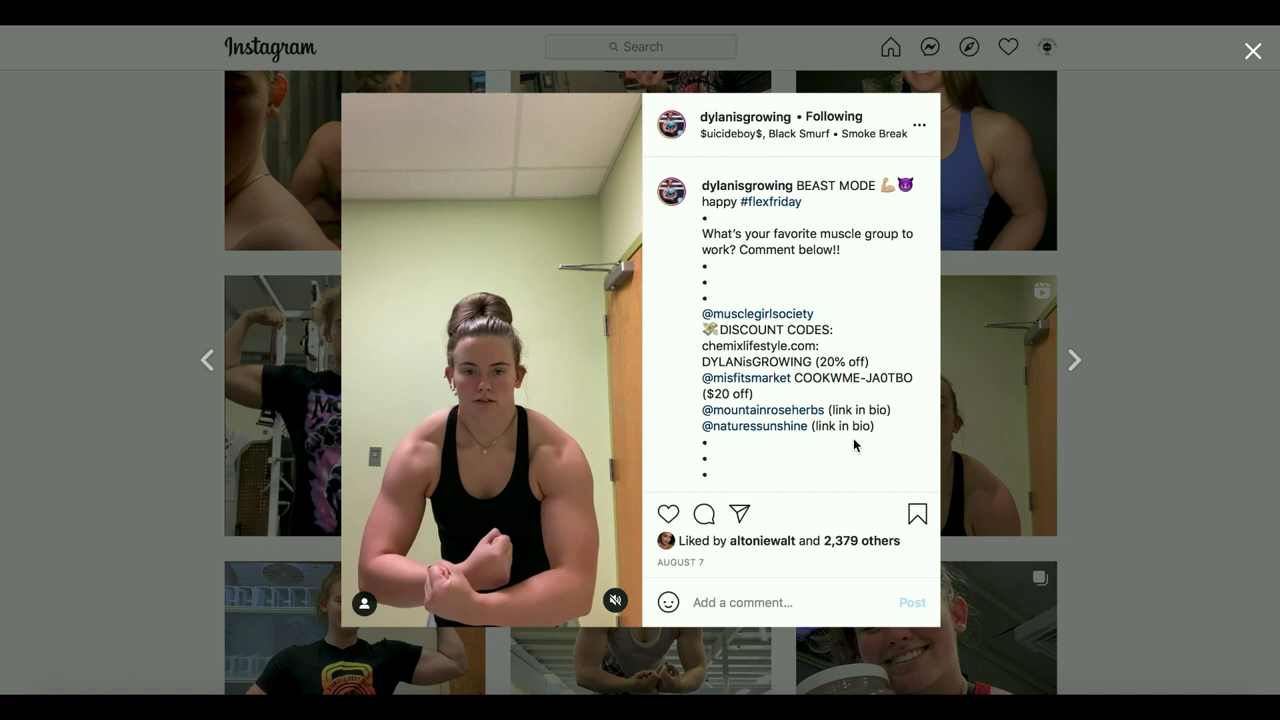 Instagram
Search
dylanisgrowing • Following
$uicideboy$, Black Smurf • Smoke Break
dylanisgrowing BEAST MODE 💪🏼😈
happy #flexfriday
•
What's your favorite muscle group to
work? Comment below!!
•
•
•
@musclegirlsociety
💸DISCOUNT CODES:
chemixlifestyle.com:
DYLANisGROWING (20% off)
@misfitsmarket COOKWME-JA0TBO
($20 off)
@mountainroseherbs (link in bio)
@naturessunshine (link in bio)
•
•
•
Liked by altoniewalt and 2,379 others
AUGUST 7
Add a comment...
Post